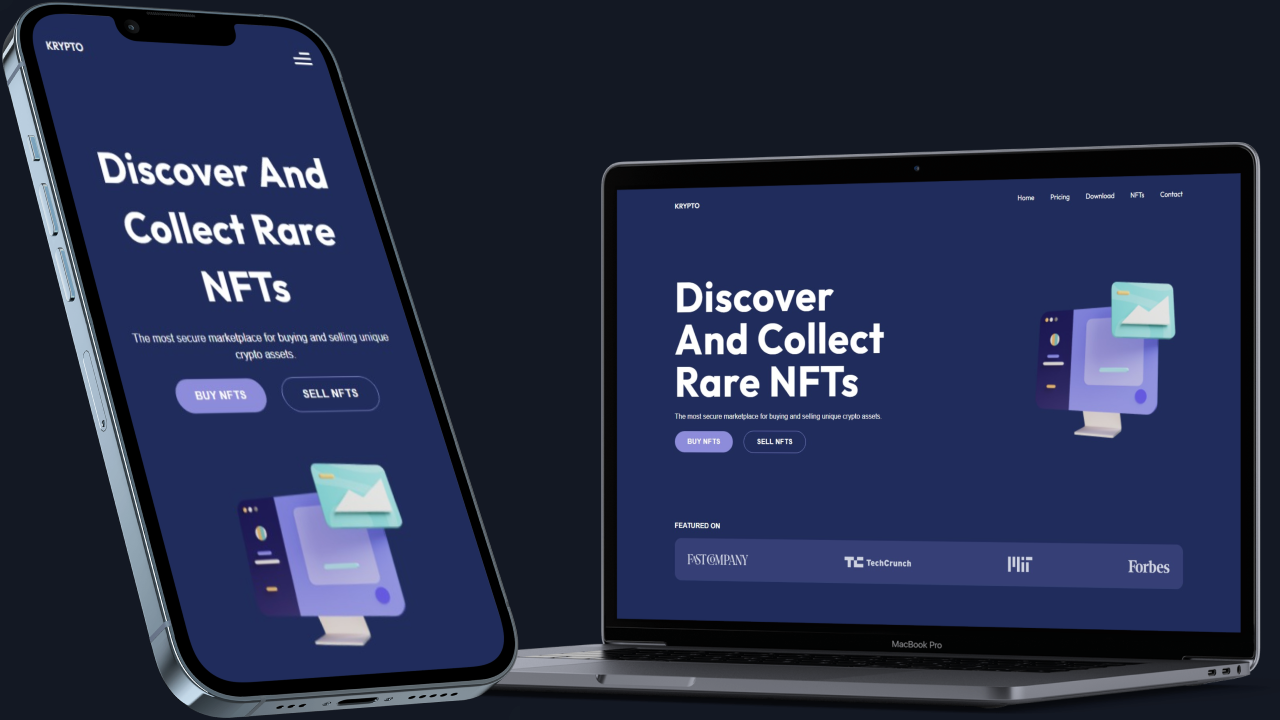 KRYPTO
Discover And
Collect Rare
NFTs
The most secure marketplace for buying and selling unique
crypto assets.
BUY NFTS
SELL NFTS
KRYPTO
Home
Pricing
Download
NFTs
Contact
Discover
And Collect
Rare NFTs
The most secure marketplace for buying and selling unique crypto assets.
BUY NFTS
SELL NFTS
FEATURED ON
FAST COMPANY
TechCrunch
MIT
Forbes
MacBook Pro